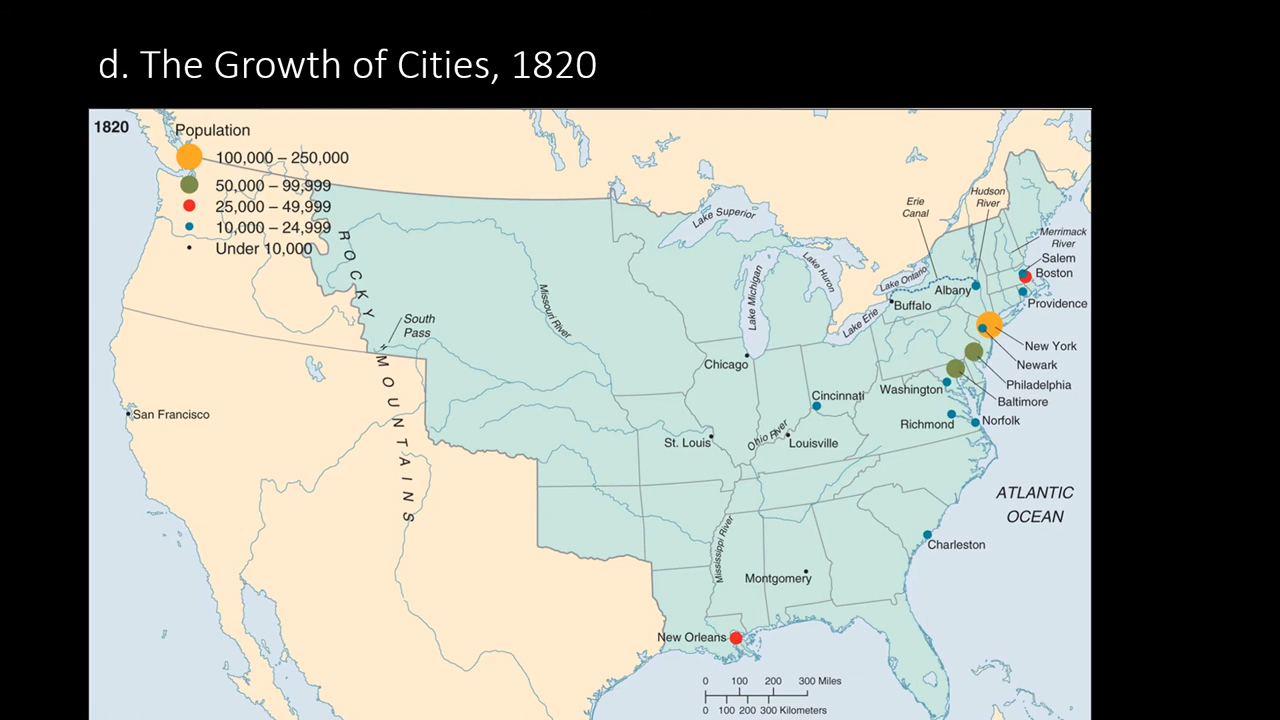 d. The Growth of Cities, 1820
1820
Population
100,000 – 250,000
50,000 – 99,999
25,000 – 49,999
10,000 – 24,999
Under 10,000
ROCKY
MOUNTAINS
South
Pass
Missouri River
Lake Superior
Lake Michigan
Lake Huron
Lake Ontario
Lake Erie
Erie
Canal
Hudson
River
Merrimack
River
Salem
Boston
Albany
Providence
Buffalo
New York
Newark
Philadelphia
Baltimore
Washington
Richmond
Norfolk
Chicago
Cincinnati
San Francisco
St. Louis
Ohio River
Louisville
ATLANTIC
OCEAN
Mississippi River
Charleston
Montgomery
New Orleans
0 100 200 300 Miles
0 100 200 300 Kilometers